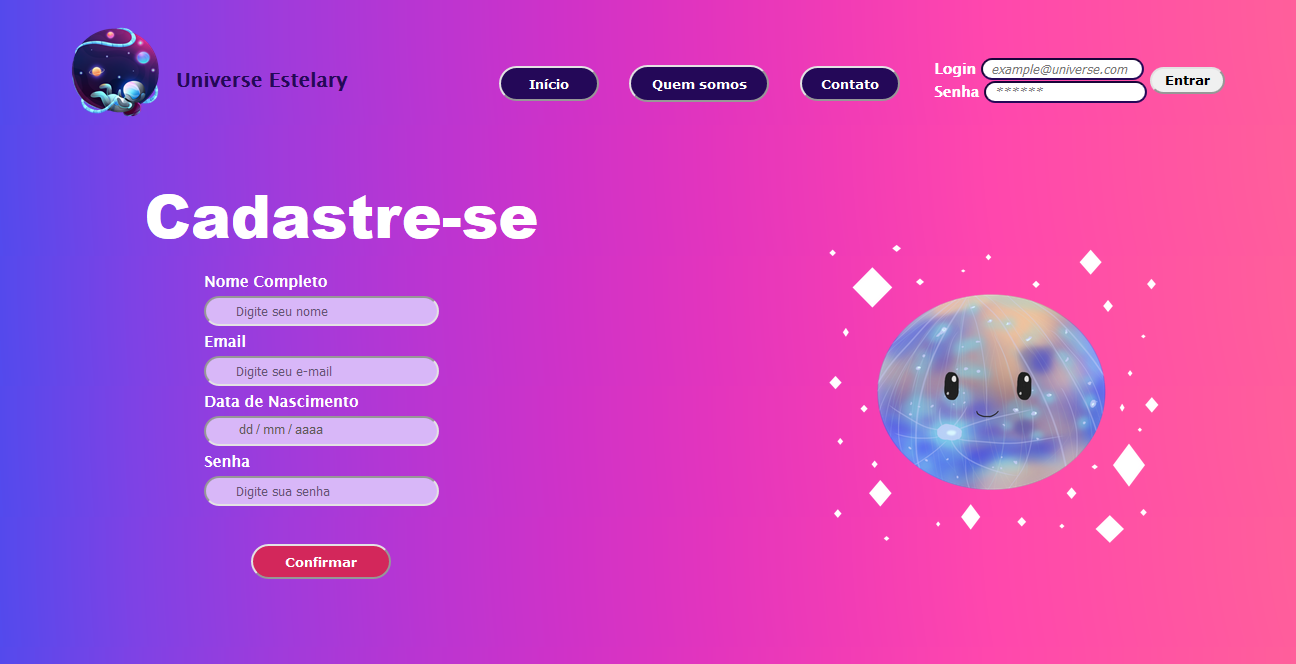 Universe Estelary
Início
Quem somos
Contato
Login example@universe.com
Senha ******
Entrar
Cadastre-se
Nome Completo
Digite seu nome
Email
Digite seu e-mail
Data de Nascimento
dd / mm / aaaa
Senha
Digite sua senha
Confirmar